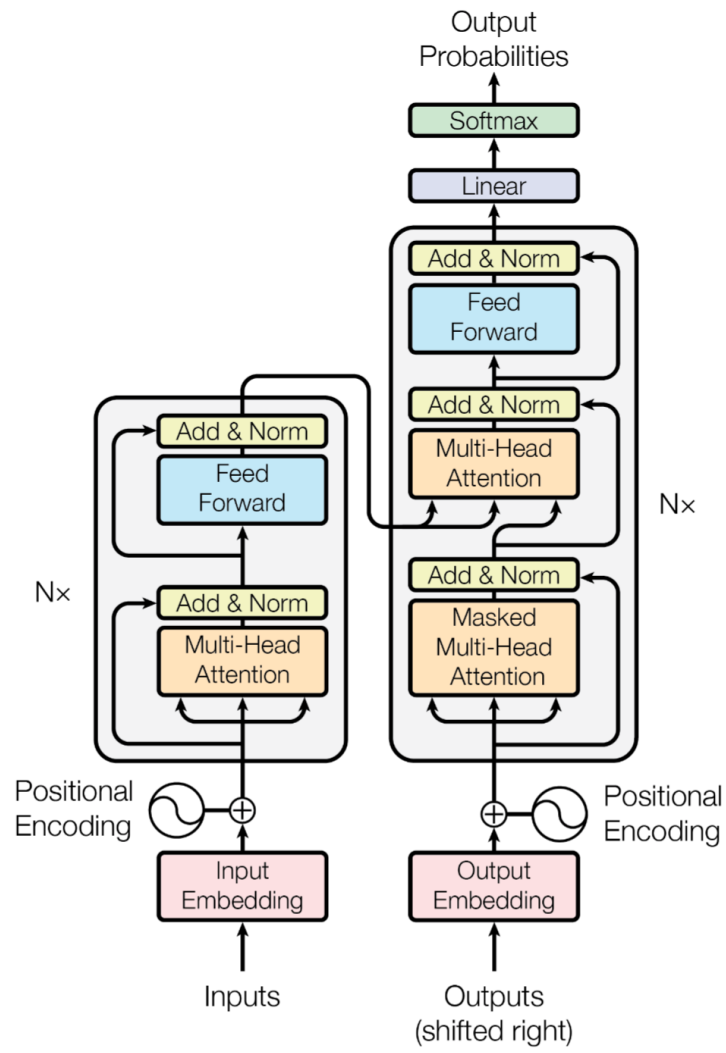 Output
Probabilities
Softmax
Linear
Add & Norm
Feed
Forward
Add & Norm
Multi-Head
Attention
Nx
Add & Norm
Masked
Multi-Head
Attention
Add & Norm
Feed
Forward
Nx
Add & Norm
Multi-Head
Attention
Positional
Encoding
Positional
Encoding
Input
Embedding
Output
Embedding
Inputs
Outputs
(shifted right)